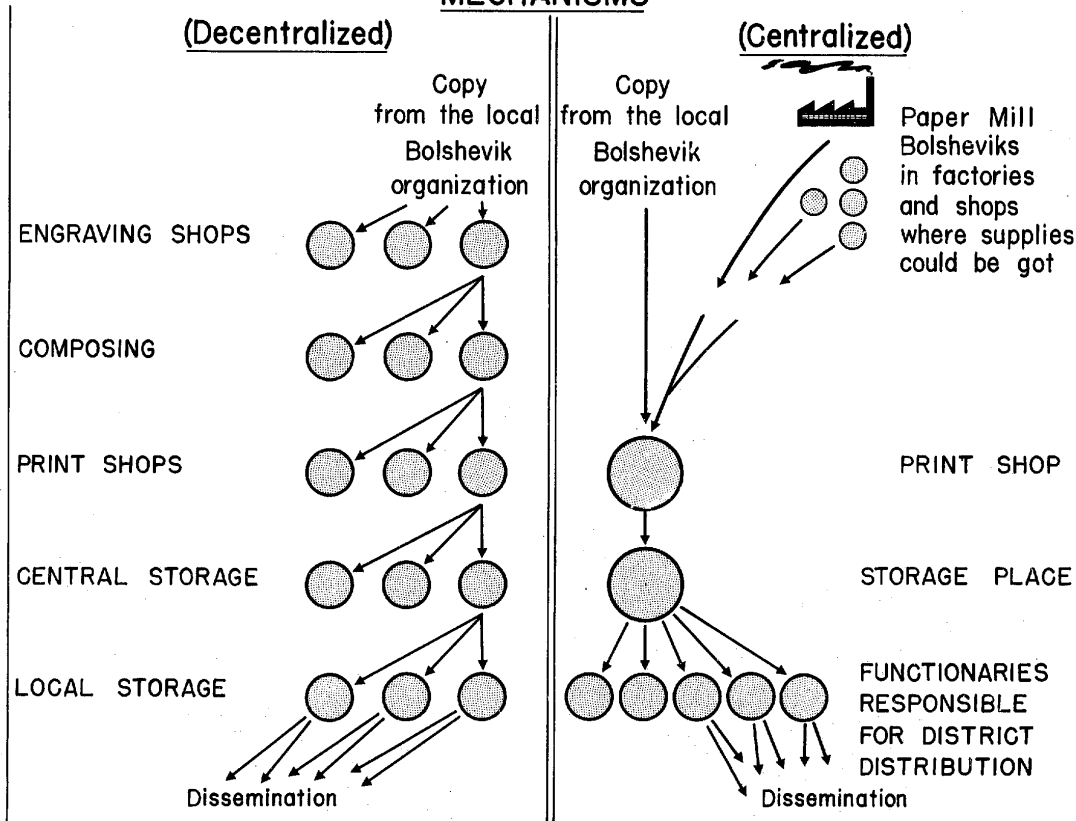 MECHANISMS
(Decentralized)
Copy
from the local
Bolshevik
organization
ENGRAVING SHOPS
COMPOSING
PRINT SHOPS
CENTRAL STORAGE
LOCAL STORAGE
Dissemination
(Centralized)
Copy
from the local
Bolshevik
organization
Paper Mill
Bolsheviks
in factories
and shops
where supplies
could be got
PRINT SHOP
STORAGE PLACE
FUNCTIONARIES
RESPONSIBLE
FOR DISTRICT
DISTRIBUTION
Dissemination